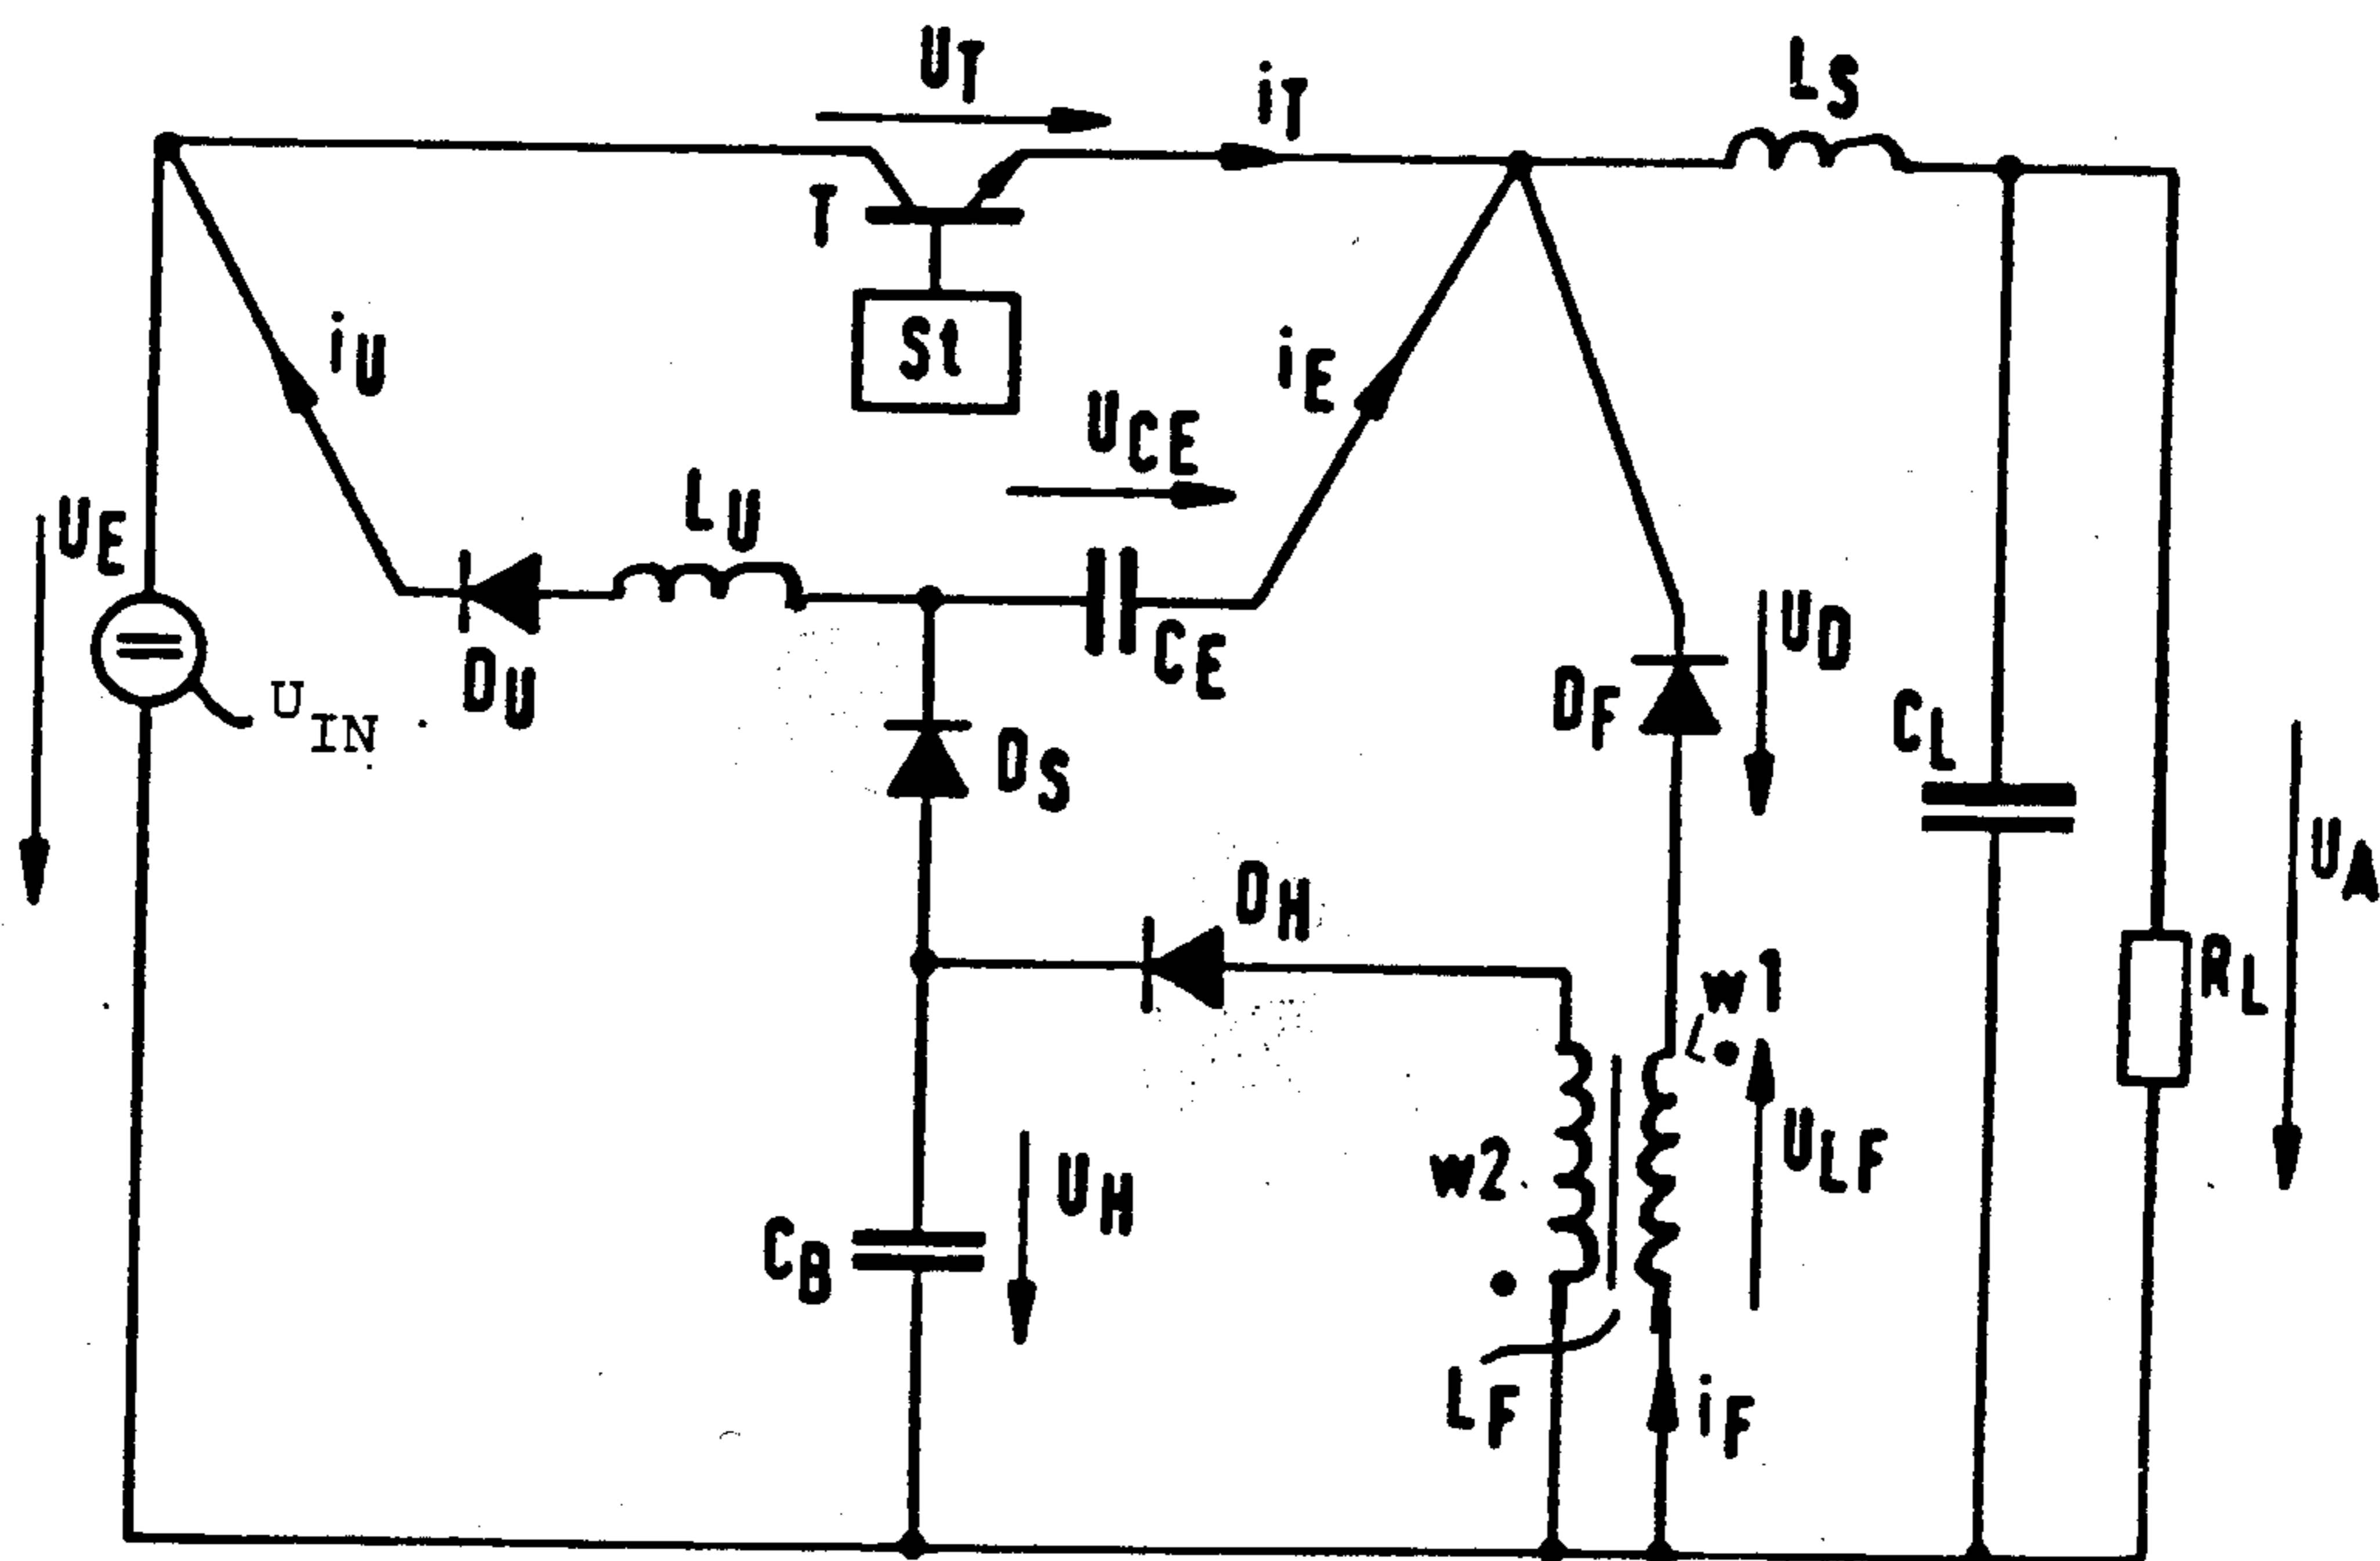 UT
iT
LS
T
St
iU
iE
UCE
LU
UE
CE
DU
UIN
DS
DF
UD
CL
UA
DH
RL
w1
ULF
w2
UH
CB
LF
iF